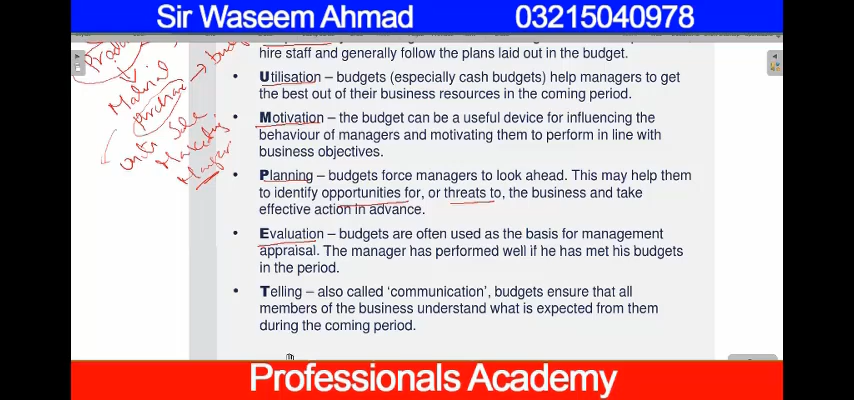 Sir Waseem Ahmad 03215040978
hire staff and generally follow the plans laid out in the budget.
• Utilisation – budgets (especially cash budgets) help managers to get
the best out of their business resources in the coming period.
• Motivation – the budget can be a useful device for influencing the
behaviour of managers and motivating them to perform in line with
business objectives.
• Planning – budgets force managers to look ahead. This may help them
to identify opportunities for, or threats to, the business and take
effective action in advance.
• Evaluation – budgets are often used as the basis for management
appraisal. The manager has performed well if he has met his budgets
in the period.
• Telling – also called ‘communication’, budgets ensure that all
members of the business understand what is expected from them
during the coming period.
Material
purchase
units Sale
Marketing
Professionals Academy